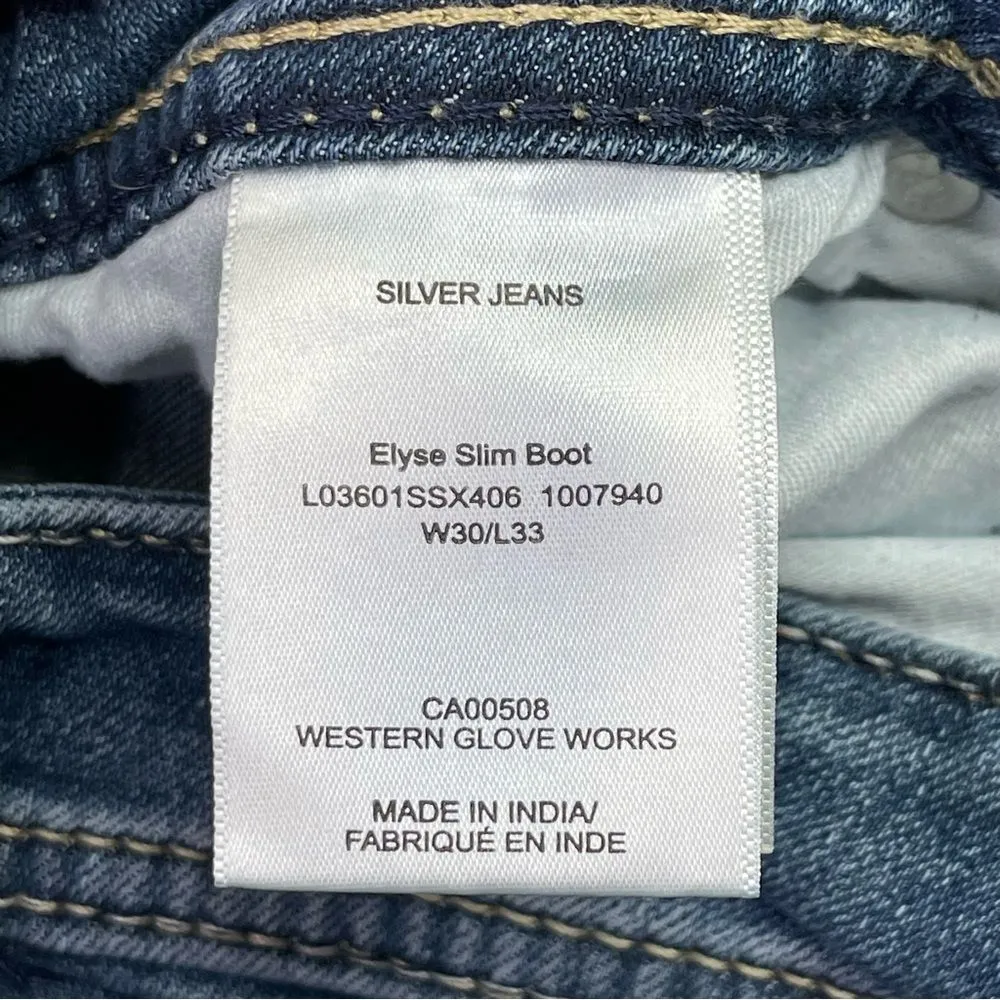 SILVER JEANS
Elyse Slim Boot
L03601SSX406 1007940
W30/L33
CA00508
WESTERN GLOVE WORKS
MADE IN INDIA/
FABRIQUÉ EN INDE